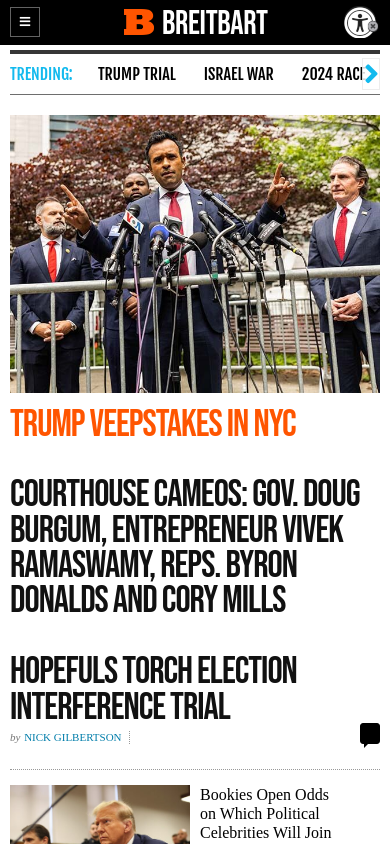 BREITBART
TRENDING:
TRUMP TRIAL
ISRAEL WAR
2024 RAC
TRUMP VEEPSTAKES IN NYC
COURTHOUSE CAMEOS: GOV. DOUG
BURGUM, ENTREPRENEUR VIVEK
RAMASWAMY, REPS. BYRON
DONALDS AND CORY MILLS
HOPEFULS TORCH ELECTION
INTERFERENCE TRIAL
by NICK GILBERTSON
Bookies Open Odds
on Which Political
Celebrities Will Join